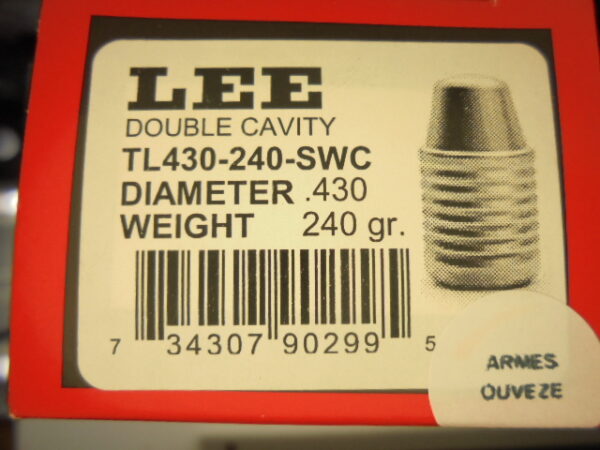 LEE
DOUBLE CAVITY
TL430-240-SWC
DIAMETER .430
WEIGHT 240 gr.
7 34307 90299 5
ARMES
OUVEZE